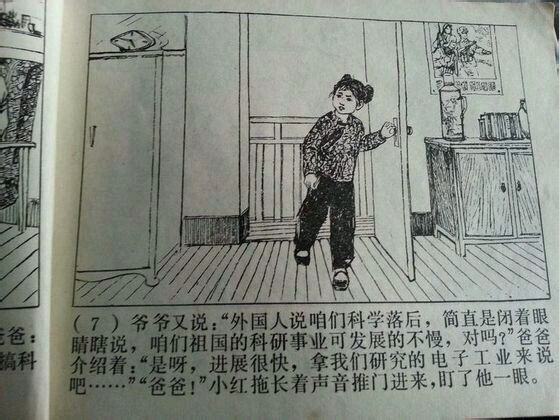 爸爸：
搞科
（7）爷爷又说：“外国人说咱们科学落后，简直是闭着眼
睛瞎说，咱们祖国的科研事业可发展的不慢，对吗？”爸爸
介绍着：“是呀，进展很快，拿我们研究的电子工业来说
吧……”“爸爸！”小红拖长着声音推门进来，盯了他一眼。